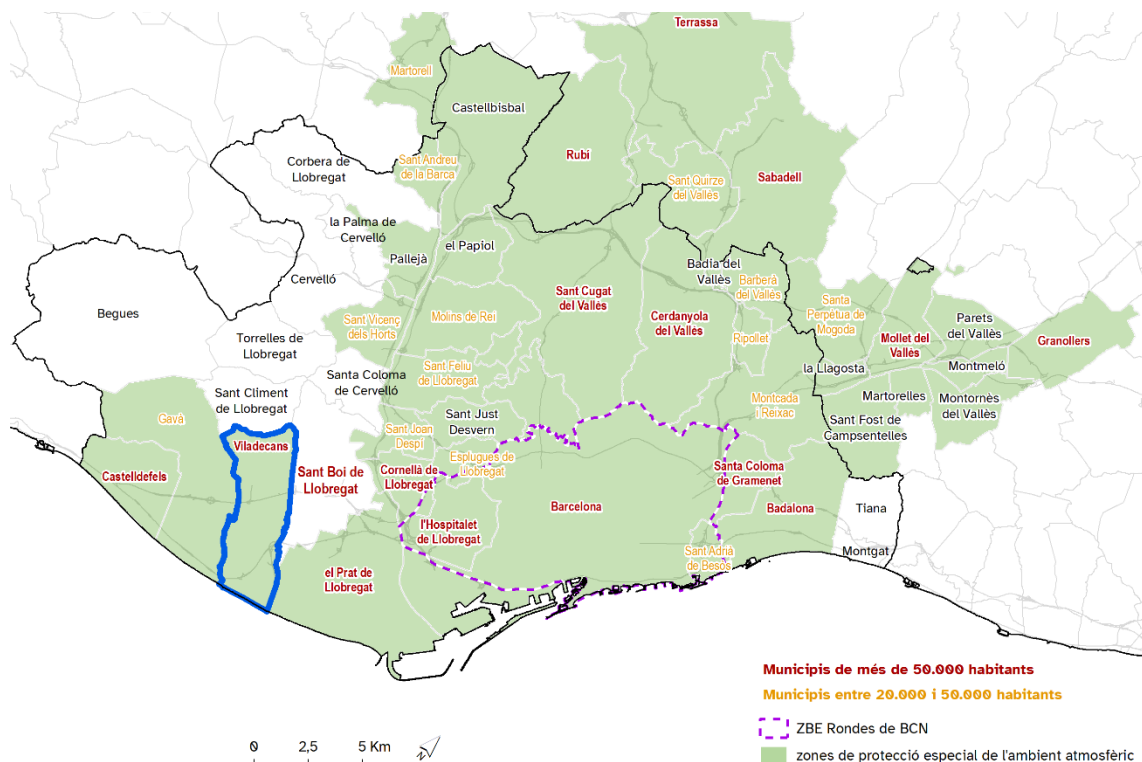 Terrassa
Martorell
Castellbisbal
Corbera de
Llobregat
Sant Andreu
de la Barca
Rubí
Sant Quirze
del Vallès
Sabadell
la Palma de
Cervelló
el Papiol
Pallejà
Cervelló
Badia del
Vallès
Barberà
del Vallès
Sant Cugat
del Vallès
Cerdanyola
del Vallès
Santa
Perpètua de
Mogoda
Parets
del Vallès
Mollet del
Vallès
Granollers
Begues
Sant Vicenç
dels Horts
Molins de Rei
Torrelles de
Llobregat
Ripollet
la Llagosta
Montmeló
Santa Coloma
de Cervelló
Sant Feliu
de Llobregat
Martorelles
Montornès
del Vallès
Sant Climent
de Llobregat
Gavà
Sant Just
Desvern
Montcada
i Reixac
Sant Fost de
Campsentelles
Sant Joan
Despí
Viladecans
Esplugues de
Llobregat
Castelldefels
Sant Boi de
Llobregat
Cornellà de
Llobregat
Santa Coloma
de Gramenet
Barcelona
Badalona
Tiana
l'Hospitalet
de Llobregat
Montgat
Sant Adrià
de Besòs
el Prat de
Llobregat
Municipis de més de 50.000 habitants
Municipis entre 20.000 i 50.000 habitants
ZBE Rondes de BCN
zones de protecció especial de l'ambient atmosfèric
0 2,5 5 Km
N